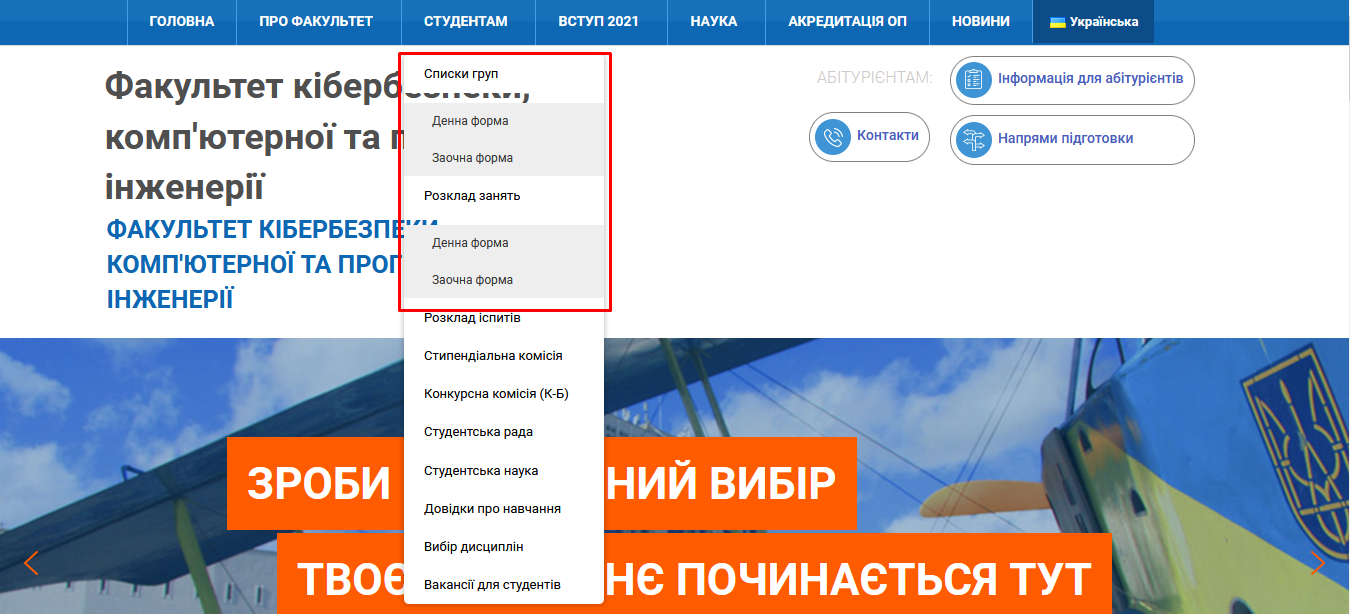 ГОЛОВНА
ПРО ФАКУЛЬТЕТ
СТУДЕНТАМ
ВСТУП 2021
НАУКА
АКРЕДИТАЦІЯ ОП
НОВИНИ
Українська
Факультет кіберб
комп'ютерної та
інженерії
ФАКУЛЬТЕТ КІБЕРБЕЗПЕКИ
КОМП'ЮТЕРНОЇ ТА ПРОГ
ІНЖЕНЕРІЇ
Списки груп
Денна форма
Заочна форма
Розклад занять
Денна форма
Заочна форма
Розклад іспитів
Стипендіальна комісія
Конкурсна комісія (К-Б)
Студентська рада
Студентська наука
Довідки про навчання
Вибір дисциплін
Вакансії для студентів
АБІТУРІЄНТАМ:
Інформація для абітурієнтів
Контакти
Напрями підготовки
ЗРОБИ НИЙ ВИБІР
ТВОЄ НЄ ПОЧИНАЄТЬСЯ ТУТ